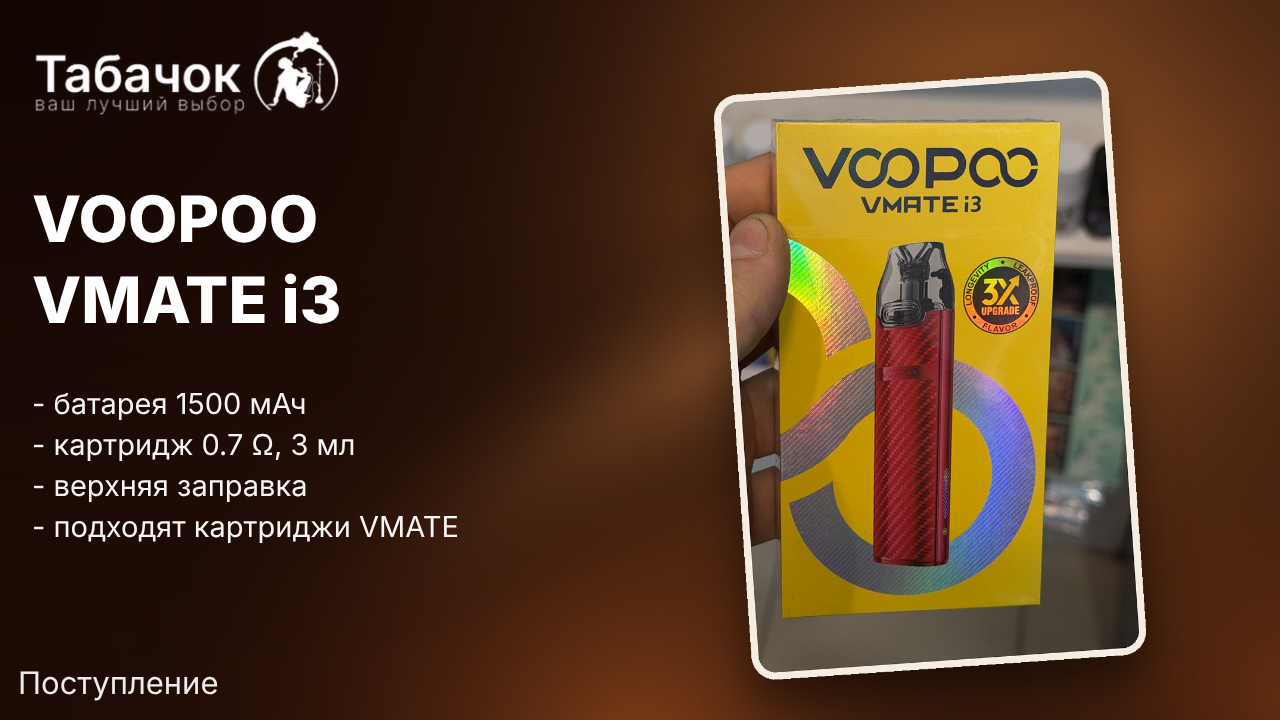 Табачок
ваш лучший выбор
VOOPOO
VMATE i3
- батарея 1500 мАч
- картридж 0.7 Ω, 3 мл
- верхняя заправка
- подходят картриджи VMATE
Поступление
VOOPOO
VMATE i3
LONGEVITY • LEAKPROOF
3X
UPGRADE
FLAVOR